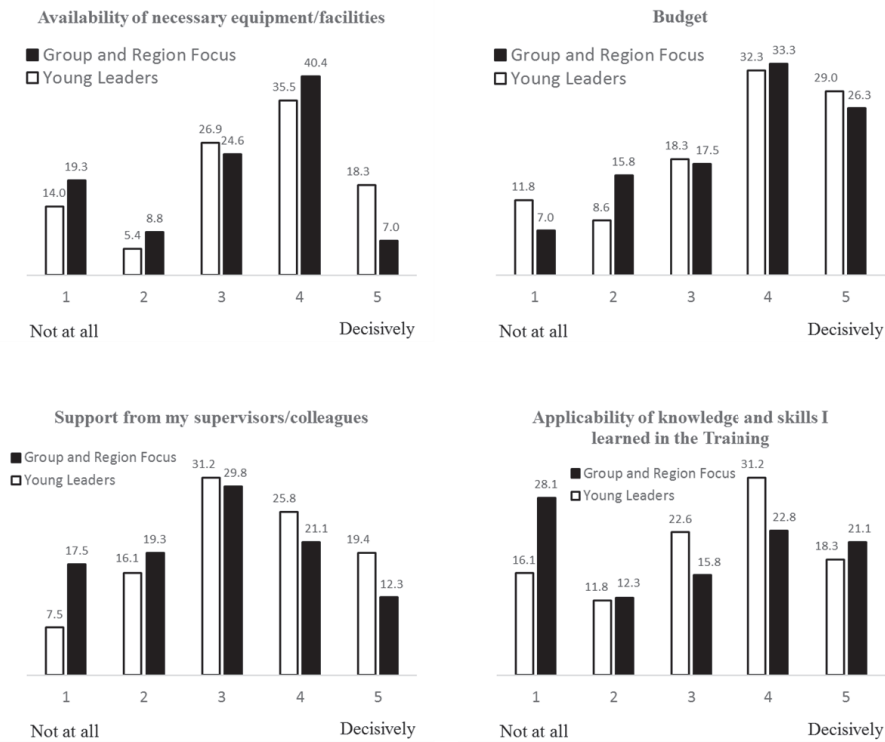 Availability of necessary equipment/facilities
Group and Region Focus
Young Leaders
14.0
19.3
5.4
8.8
26.9
24.6
35.5
40.4
18.3
7.0
1
2
3
4
5
Not at all
Decisively
Budget
Group and Region Focus
Young Leaders
11.8
7.0
8.6
15.8
18.3
17.5
32.3
33.3
29.0
26.3
1
2
3
4
5
Not at all
Decisively
Support from my supervisors/colleagues
Group and Region Focus
Young Leaders
7.5
17.5
16.1
19.3
31.2
29.8
25.8
21.1
19.4
12.3
1
2
3
4
5
Not at all
Decisively
Applicability of knowledge and skills I
learned in the Training
Group and Region Focus
Young Leaders
16.1
28.1
11.8
12.3
22.6
15.8
31.2
22.8
18.3
21.1
1
2
3
4
5
Not at all
Decisively